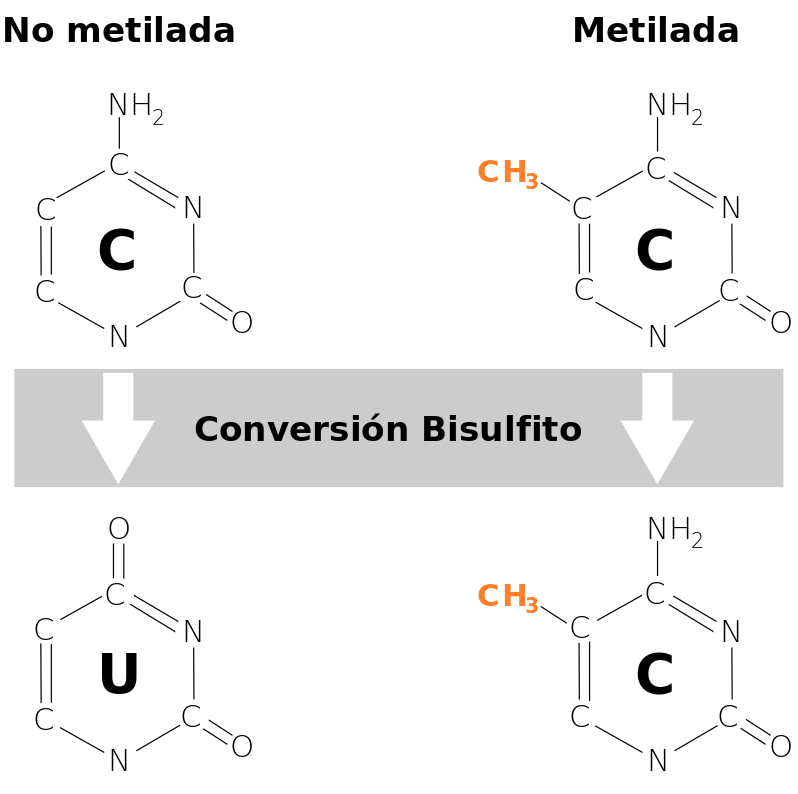 No metilada Metilada
NH2 NH2
CH3
C C
C N C N
C C
C C C C
O O
N N
Conversión Bisulfito
O NH2
CH3
C C
C N C N
U C
C C C C
O O
N N